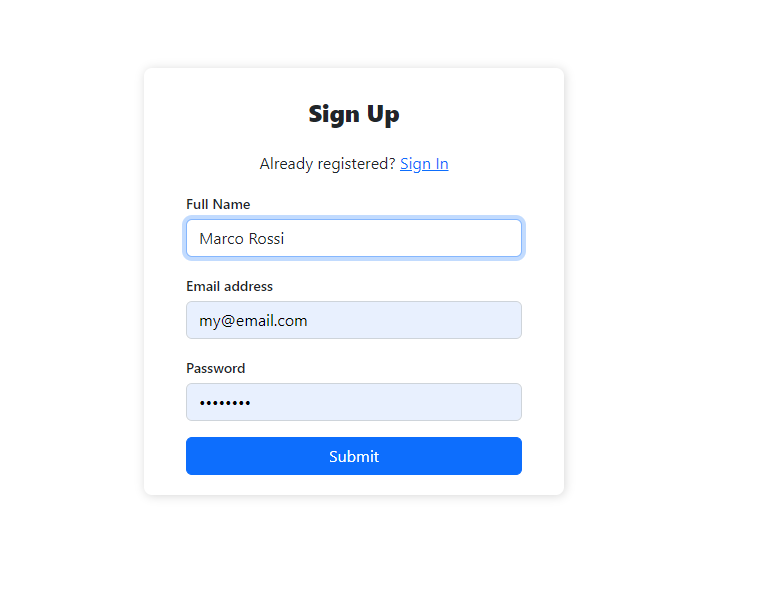 Sign Up
Already registered? Sign In
Full Name
Marco Rossi
Email address
my@email.com
Password
••••••••
Submit